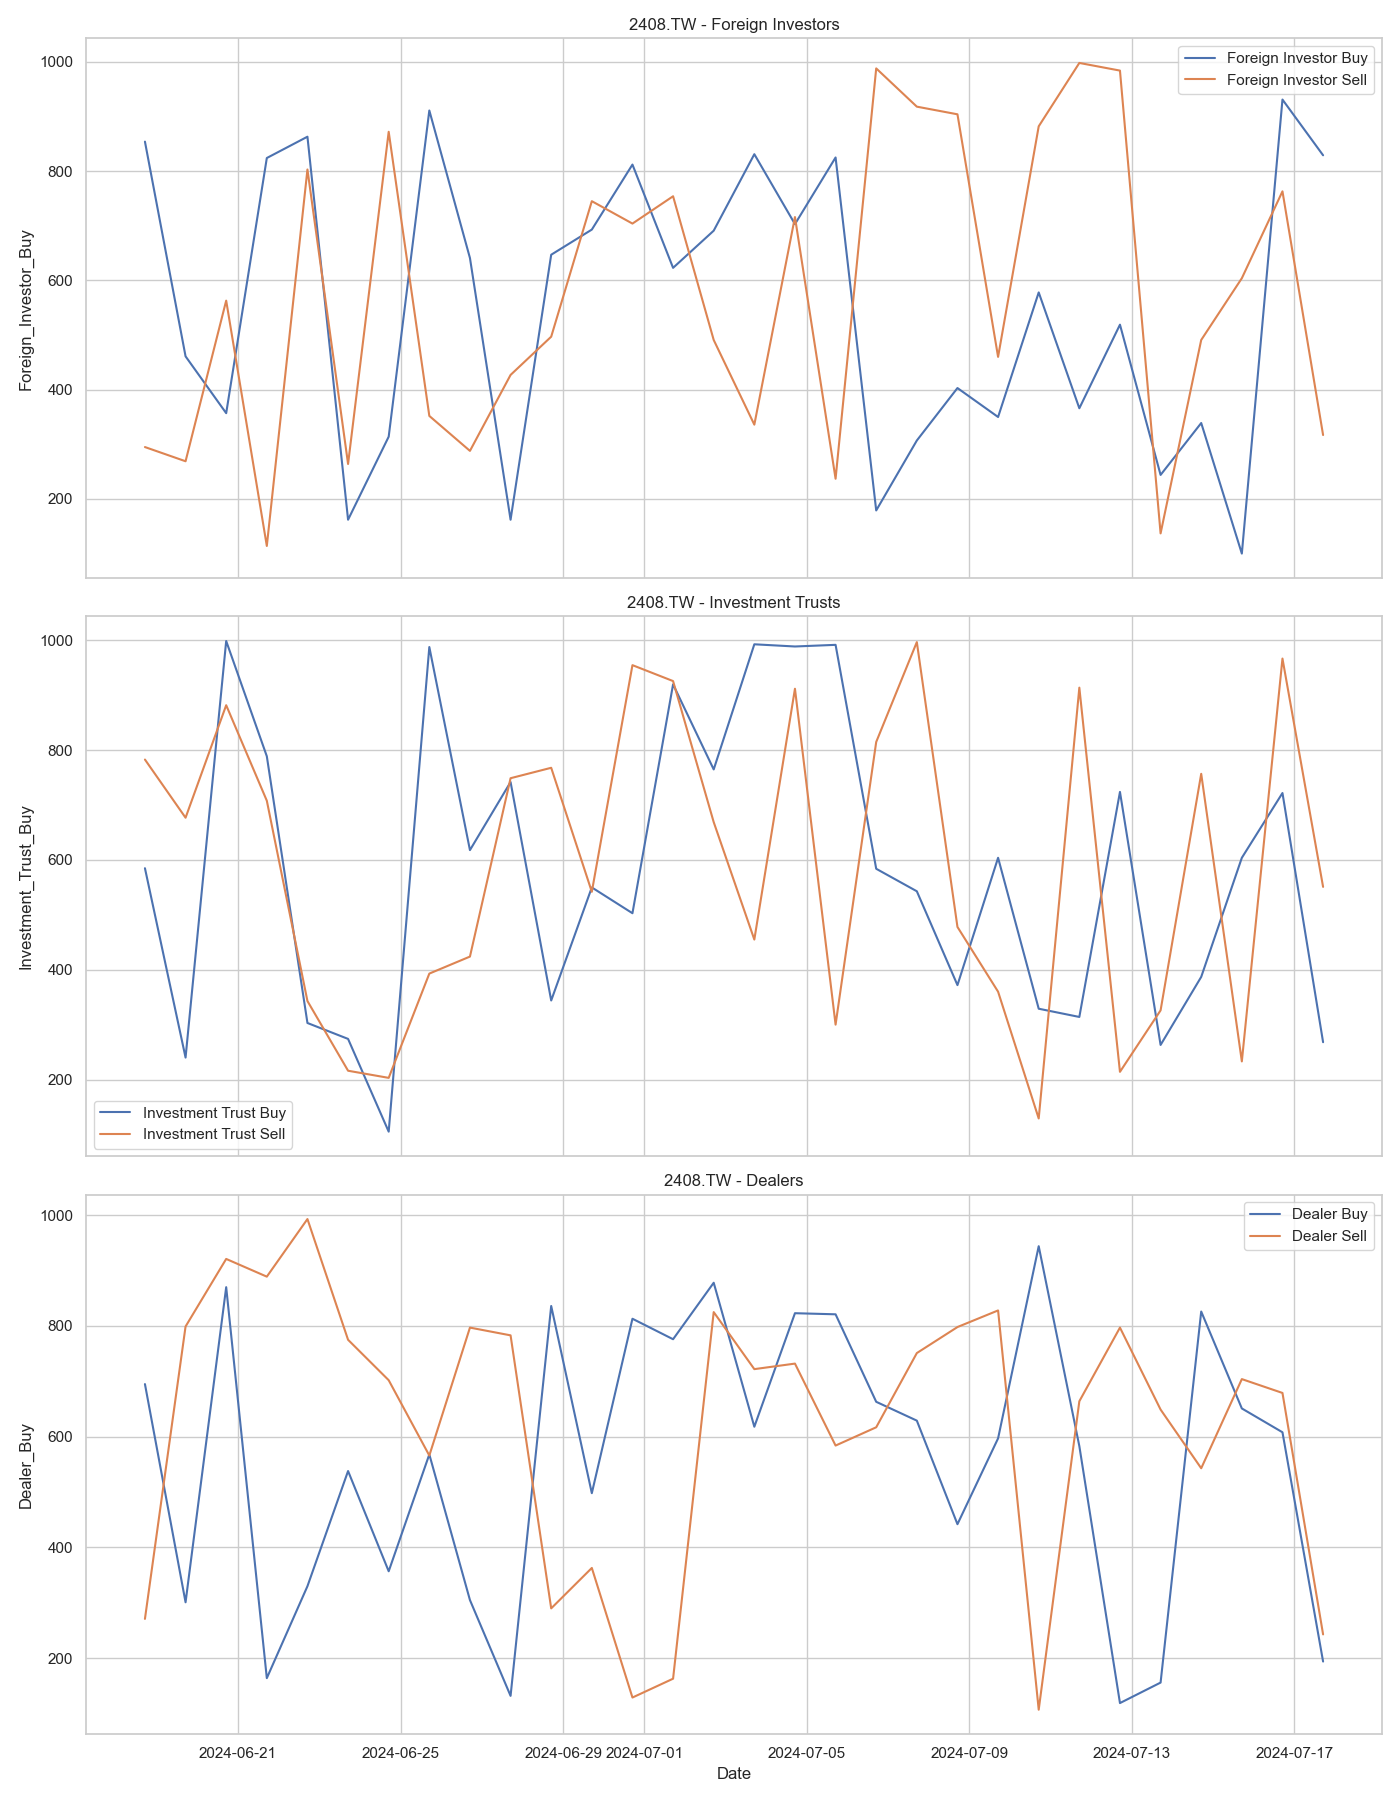 2408.TW - Foreign Investors
Foreign Investor Buy
Foreign Investor Sell
Foreign_Investor_Buy
1000
800
600
400
200
2408.TW - Investment Trusts
Investment Trust Buy
Investment Trust Sell
Investment_Trust_Buy
1000
800
600
400
200
2408.TW - Dealers
Dealer Buy
Dealer Sell
Dealer_Buy
1000
800
600
400
200
2024-06-21 2024-06-25 2024-06-29 2024-07-01 2024-07-05 2024-07-09 2024-07-13 2024-07-17
Date